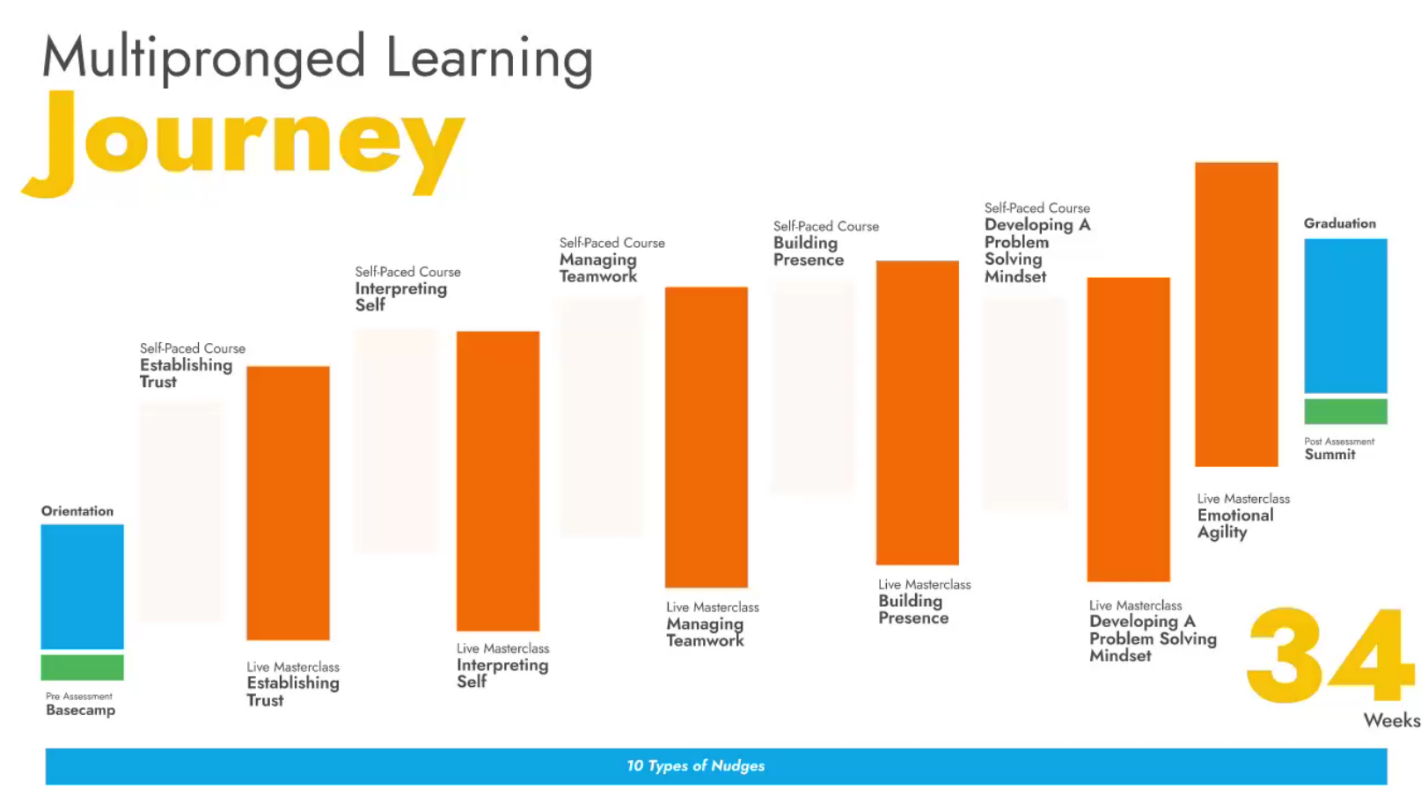 Multipronged Learning
Journey
Orientation
Pre Assessment
Basecamp
Self-Paced Course
Establishing
Trust
Live Masterclass
Establishing
Trust
Self-Paced Course
Interpreting
Self
Live Masterclass
Interpreting
Self
Self-Paced Course
Managing
Teamwork
Live Masterclass
Managing
Teamwork
Self-Paced Course
Building
Presence
Live Masterclass
Building
Presence
Self-Paced Course
Developing A
Problem
Solving
Mindset
Live Masterclass
Developing A
Problem Solving
Mindset
Live Masterclass
Emotional
Agility
Graduation
Post Assessment
Summit
34
Weeks
10 Types of Nudges